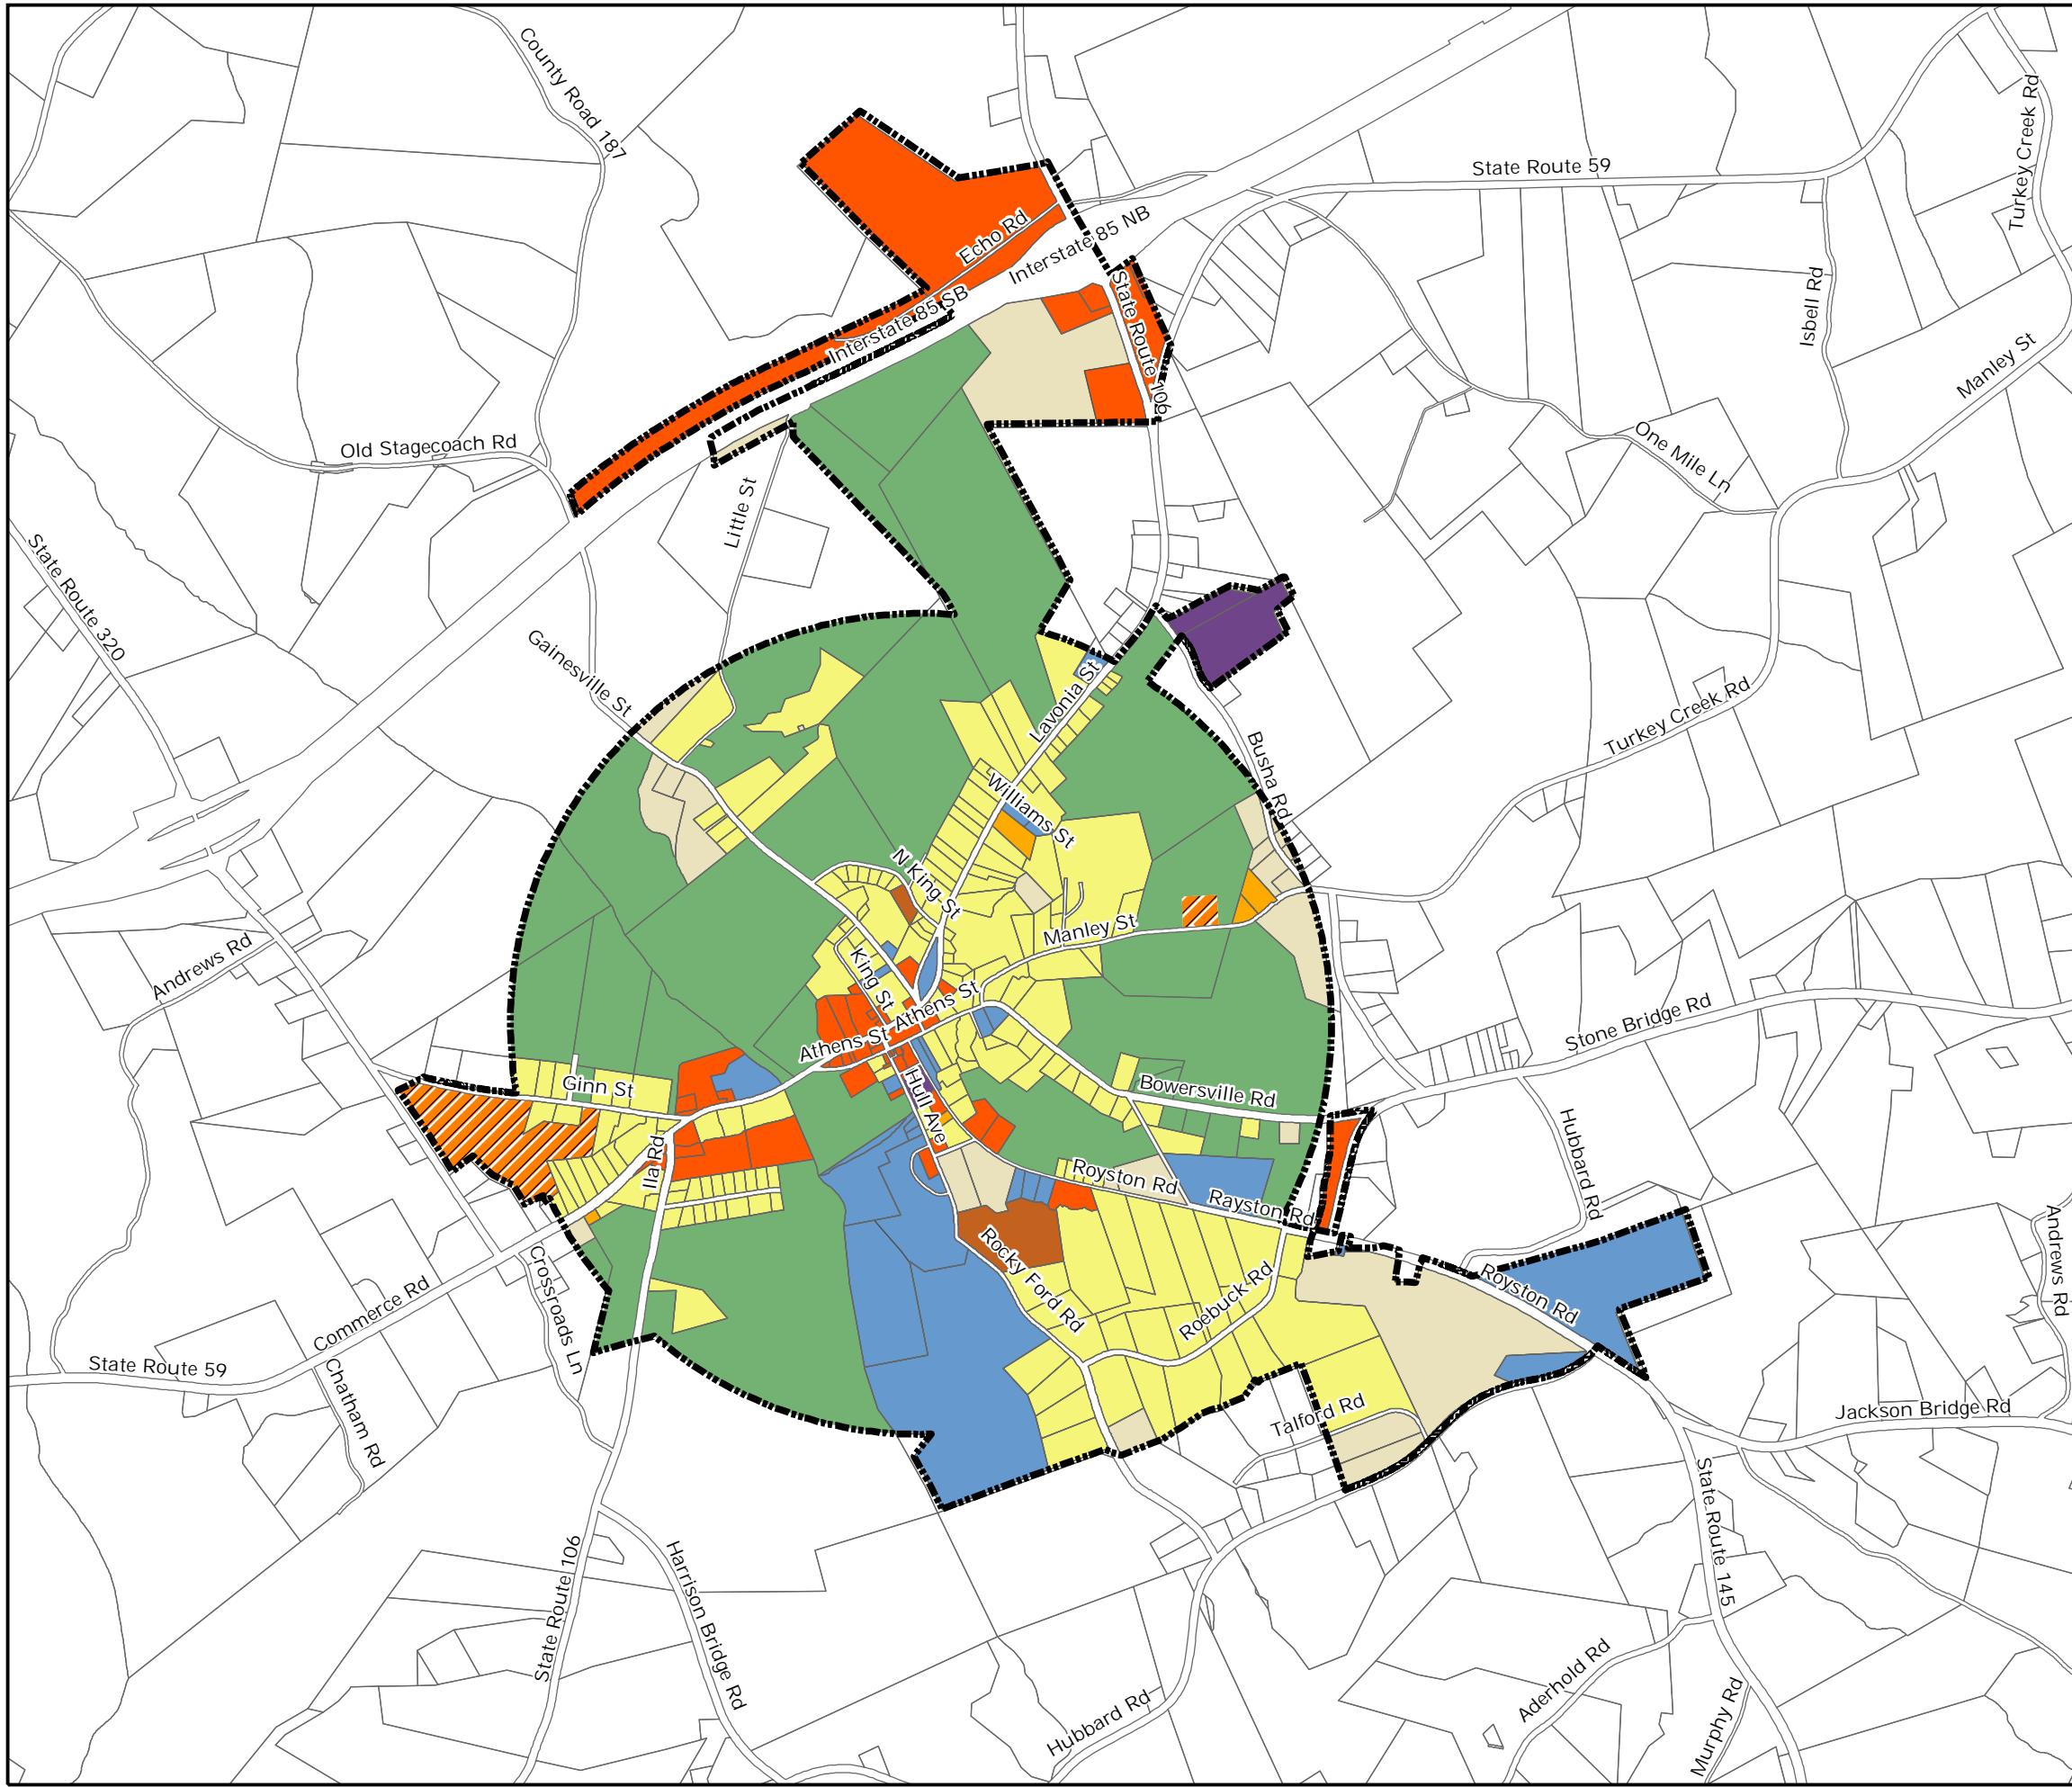 County Road 187
State Route 59
Turkey Creek Rd
Echo Rd
Interstate 85 NB
Interstate 85 SB
State Route 106
Isbell Rd
Manley St
Old Stagecoach Rd
One Mile Ln
Little St
State Route 320
Gainesville St
Lavonia St
Busha Rd
Turkey Creek Rd
Williams St
N King St
Manley St
Andrews Rd
King St
Athens St
Athens St
Stone Bridge Rd
Ginn St
Hull Ave
Bowersville Rd
Hubbard Rd
Ila Rd
Royston Rd
Rayston Rd
Andrews Rd
Rocky Ford Rd
Roebuck Rd
Royston Rd
Crossroads Ln
Commerce Rd
State Route 59
Chatham Rd
Talford Rd
Jackson Bridge Rd
State Route 145
State Route 106
Harrison Bridge Rd
Aderhold Rd
Murphy Rd
Hubbard Rd